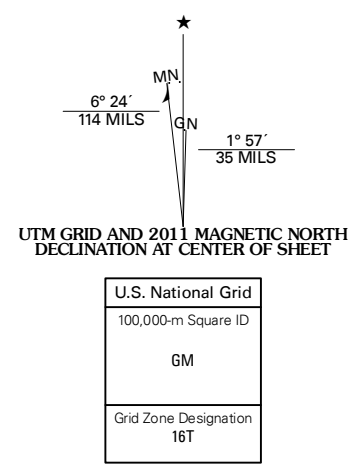 ★
M.N.
6° 24´
114 MILS
GN
1° 57´
35 MILS
UTM GRID AND 2011 MAGNETIC NORTH
DECLINATION AT CENTER OF SHEET
U.S. National Grid
100,000-m Square ID
GM
Grid Zone Designation
16T